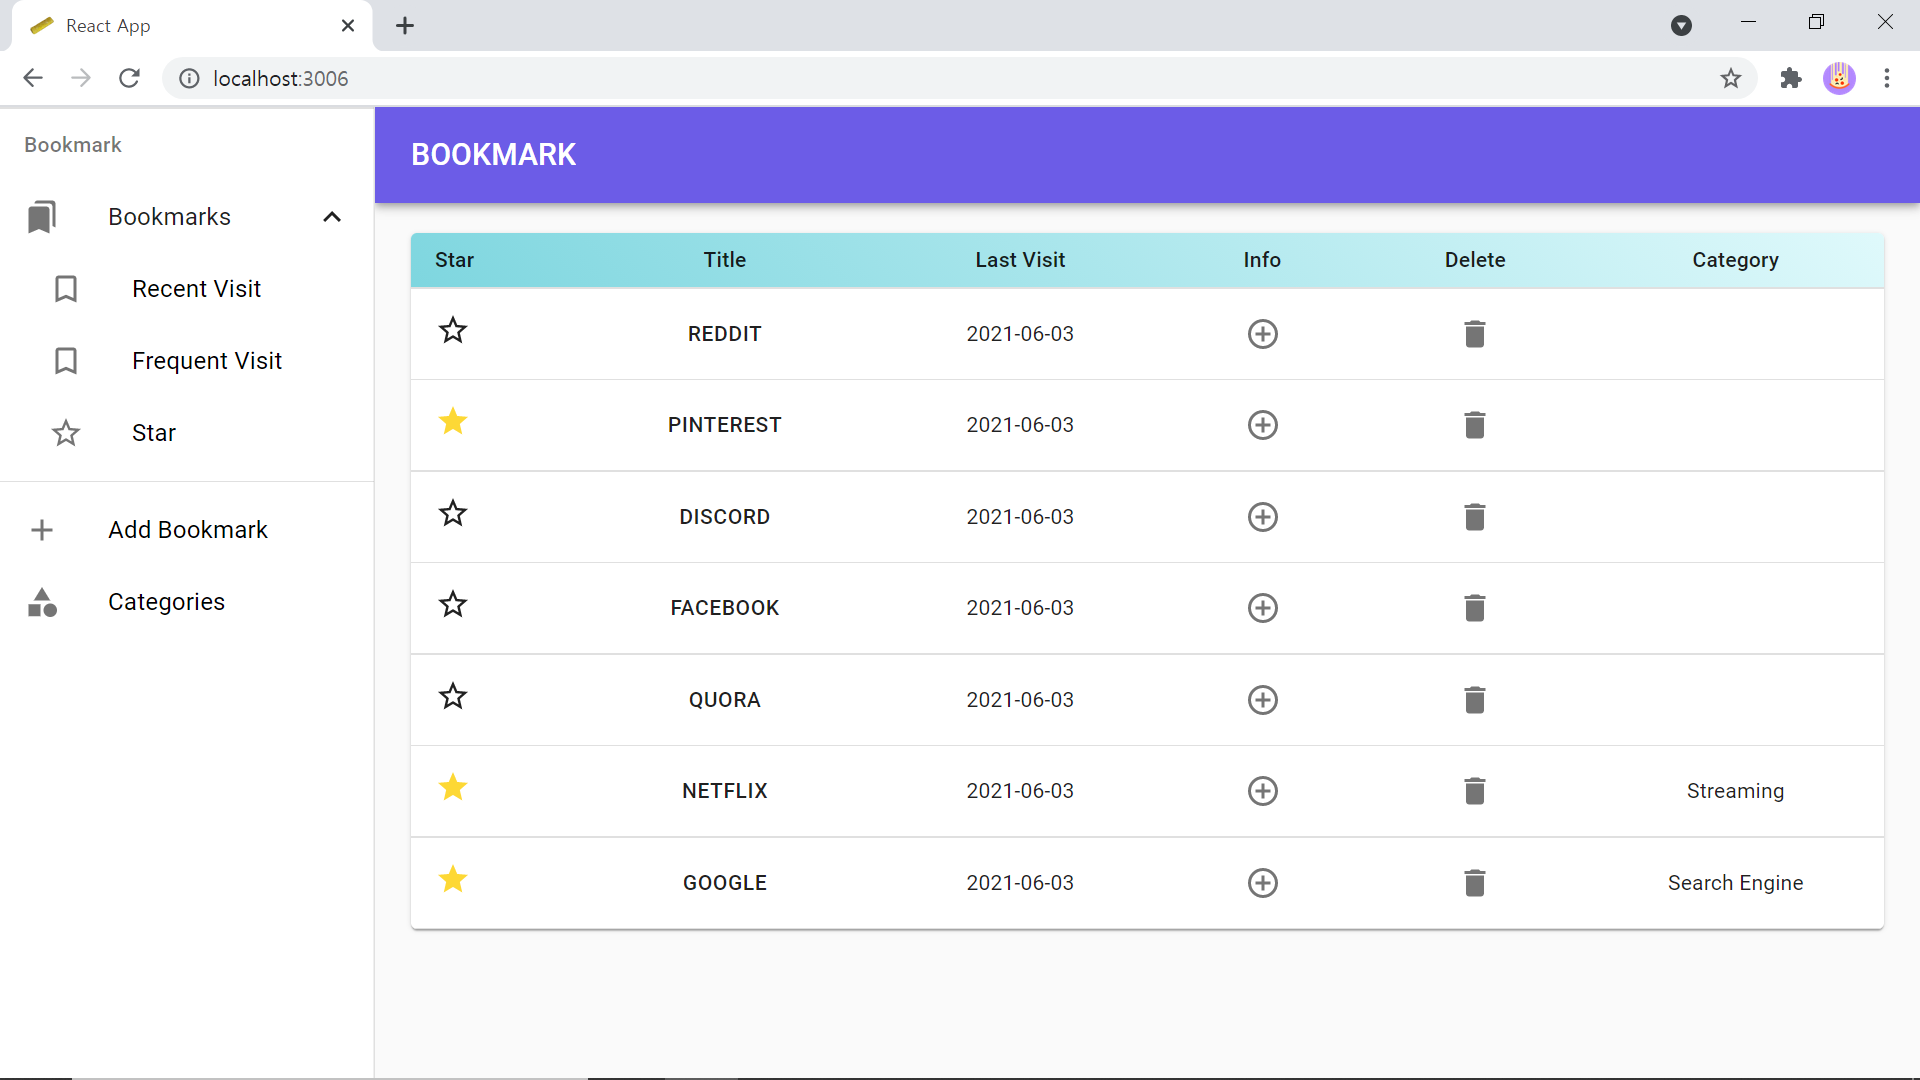 React App
localhost:3006
Bookmark
Bookmarks
Recent Visit
Frequent Visit
Star
Add Bookmark
Categories
BOOKMARK
Star Title Last Visit Info Delete Category
REDDIT 2021-06-03
PINTEREST 2021-06-03
DISCORD 2021-06-03
FACEBOOK 2021-06-03
QUORA 2021-06-03
NETFLIX 2021-06-03 Streaming
GOOGLE 2021-06-03 Search Engine